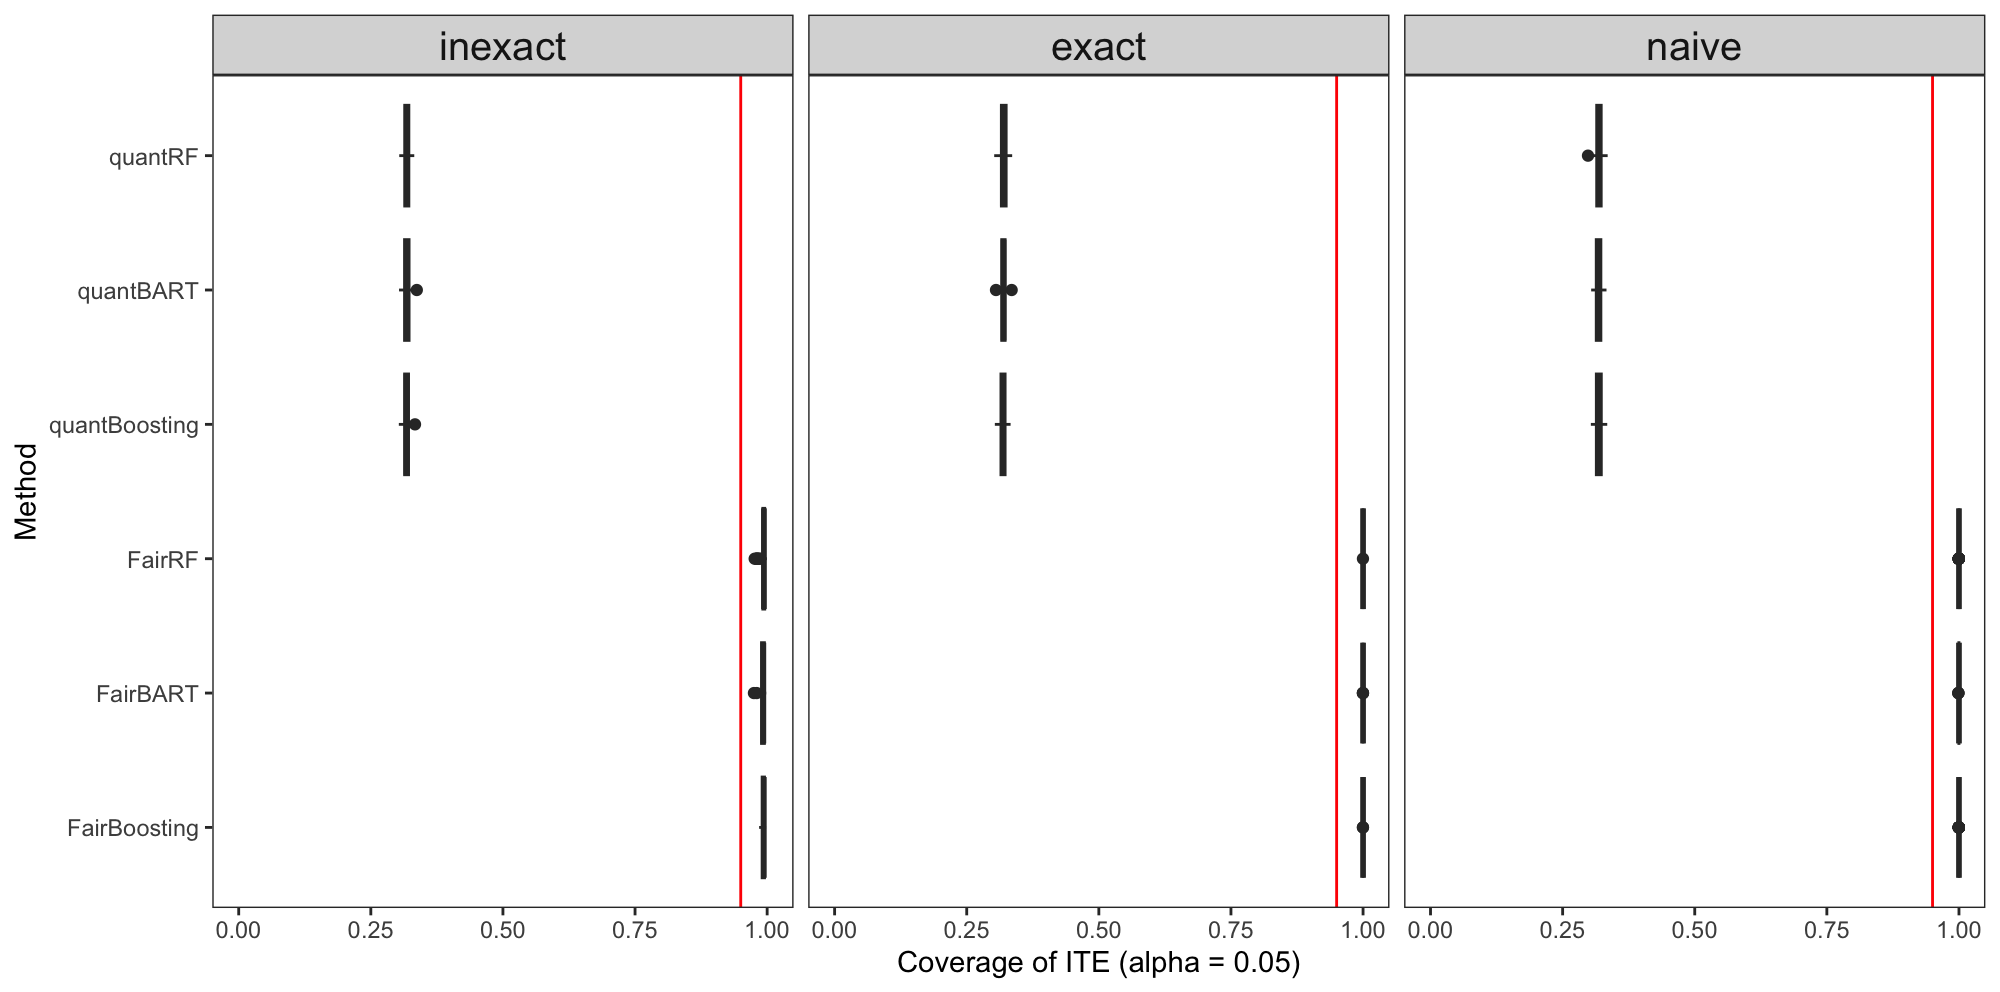 inexact exact naive
quantRF
quantBART
quantBoosting
FairRF
FairBART
FairBoosting
Method
0.00 0.25 0.50 0.75 1.00 0.00 0.25 0.50 0.75 1.00 0.00 0.25 0.50 0.75 1.00
Coverage of ITE (alpha = 0.05)